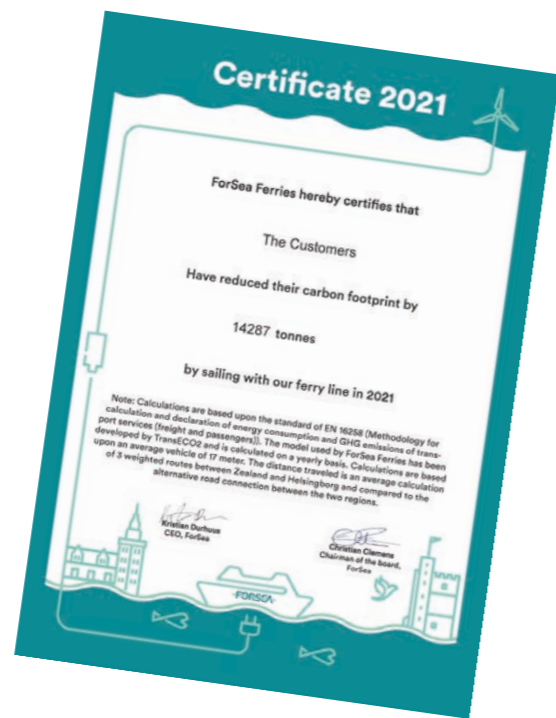 Certificate 2021
ForSea Ferries hereby certifies that
The Customers
Have reduced their carbon footprint by
14287 tonnes
by sailing with our ferry line in 2021
Note: Calculations are based upon the standard of EN 16258 (Methodology for
calculation and declaration of energy consumption and GHG emissions of trans-
port services (freight and passengers)). The model used by ForSea Ferries has been
developed by TransECO2 and is calculated on a yearly basis. Calculations are based
upon an average vehicle of 17 meter. The distance traveled is an average calculation
of 3 weighted routes between Zealand and Helsingborg and compared to the
alternative road connection between the two regions.
Kristian Durhuus
CEO, ForSea
Christian Clemens
Chairman of the board,
ForSea
-FORSEA-